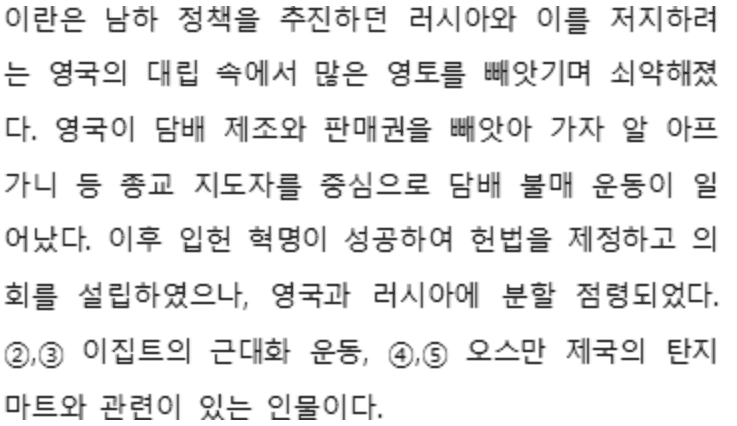 이란은 남하 정책을 추진하던 러시아와 이를 저지하려
는 영국의 대립 속에서 많은 영토를 빼앗기며 쇠약해졌
다. 영국이 담배 제조와 판매권을 빼앗아 가자 알 아프
가니 등 종교 지도자를 중심으로 담배 불매 운동이 일
어났다. 이후 입헌 혁명이 성공하여 헌법을 제정하고 의
회를 설립하였으나, 영국과 러시아에 분할 점령되었다.
②,③ 이집트의 근대화 운동, ④,⑤ 오스만 제국의 탄지
마트와 관련이 있는 인물이다.